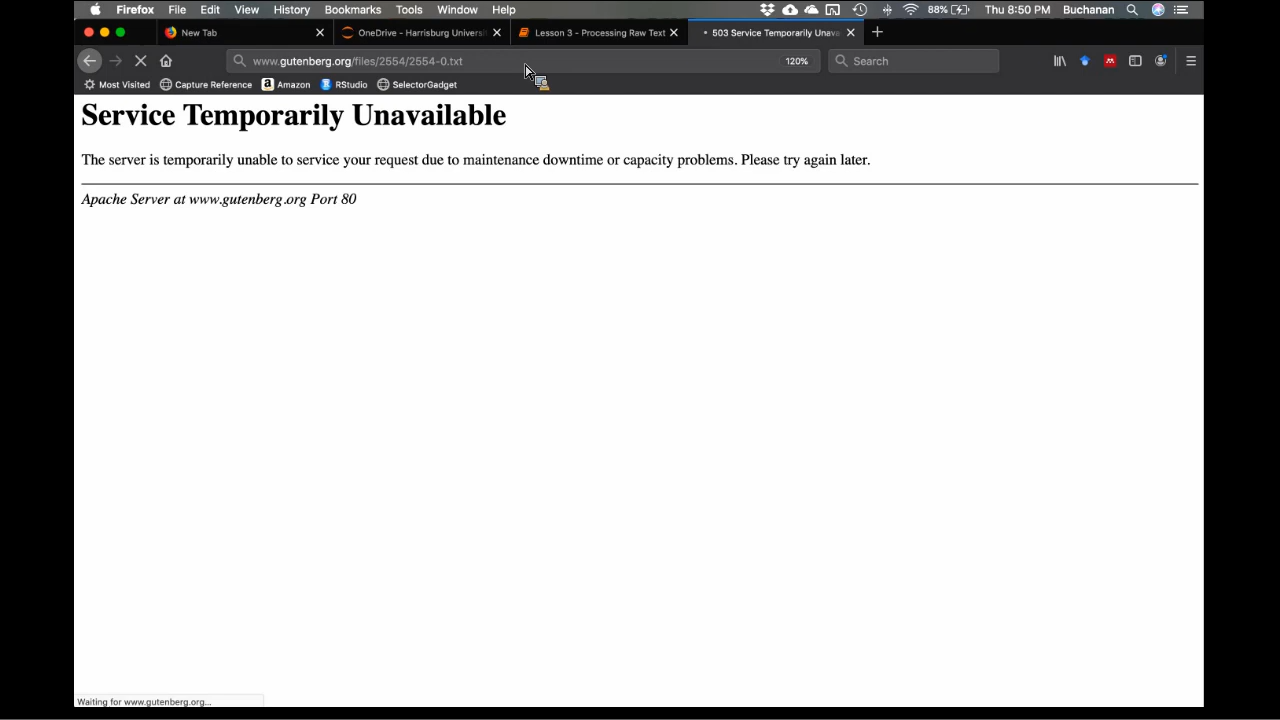 Firefox File Edit View History Bookmarks Tools Window Help 88% Thu 8:50 PM Buchanan
New Tab OneDrive - Harrisburg Universi Lesson 3 - Processing Raw Text 503 Service Temporarily Unava
www.gutenberg.org/files/2554/2554-0.txt 120% Search
Most Visited Capture Reference Amazon RStudio SelectorGadget
Service Temporarily Unavailable
The server is temporarily unable to service your request due to maintenance downtime or capacity problems. Please try again later.
Apache Server at www.gutenberg.org Port 80
Waiting for www.gutenberg.org...